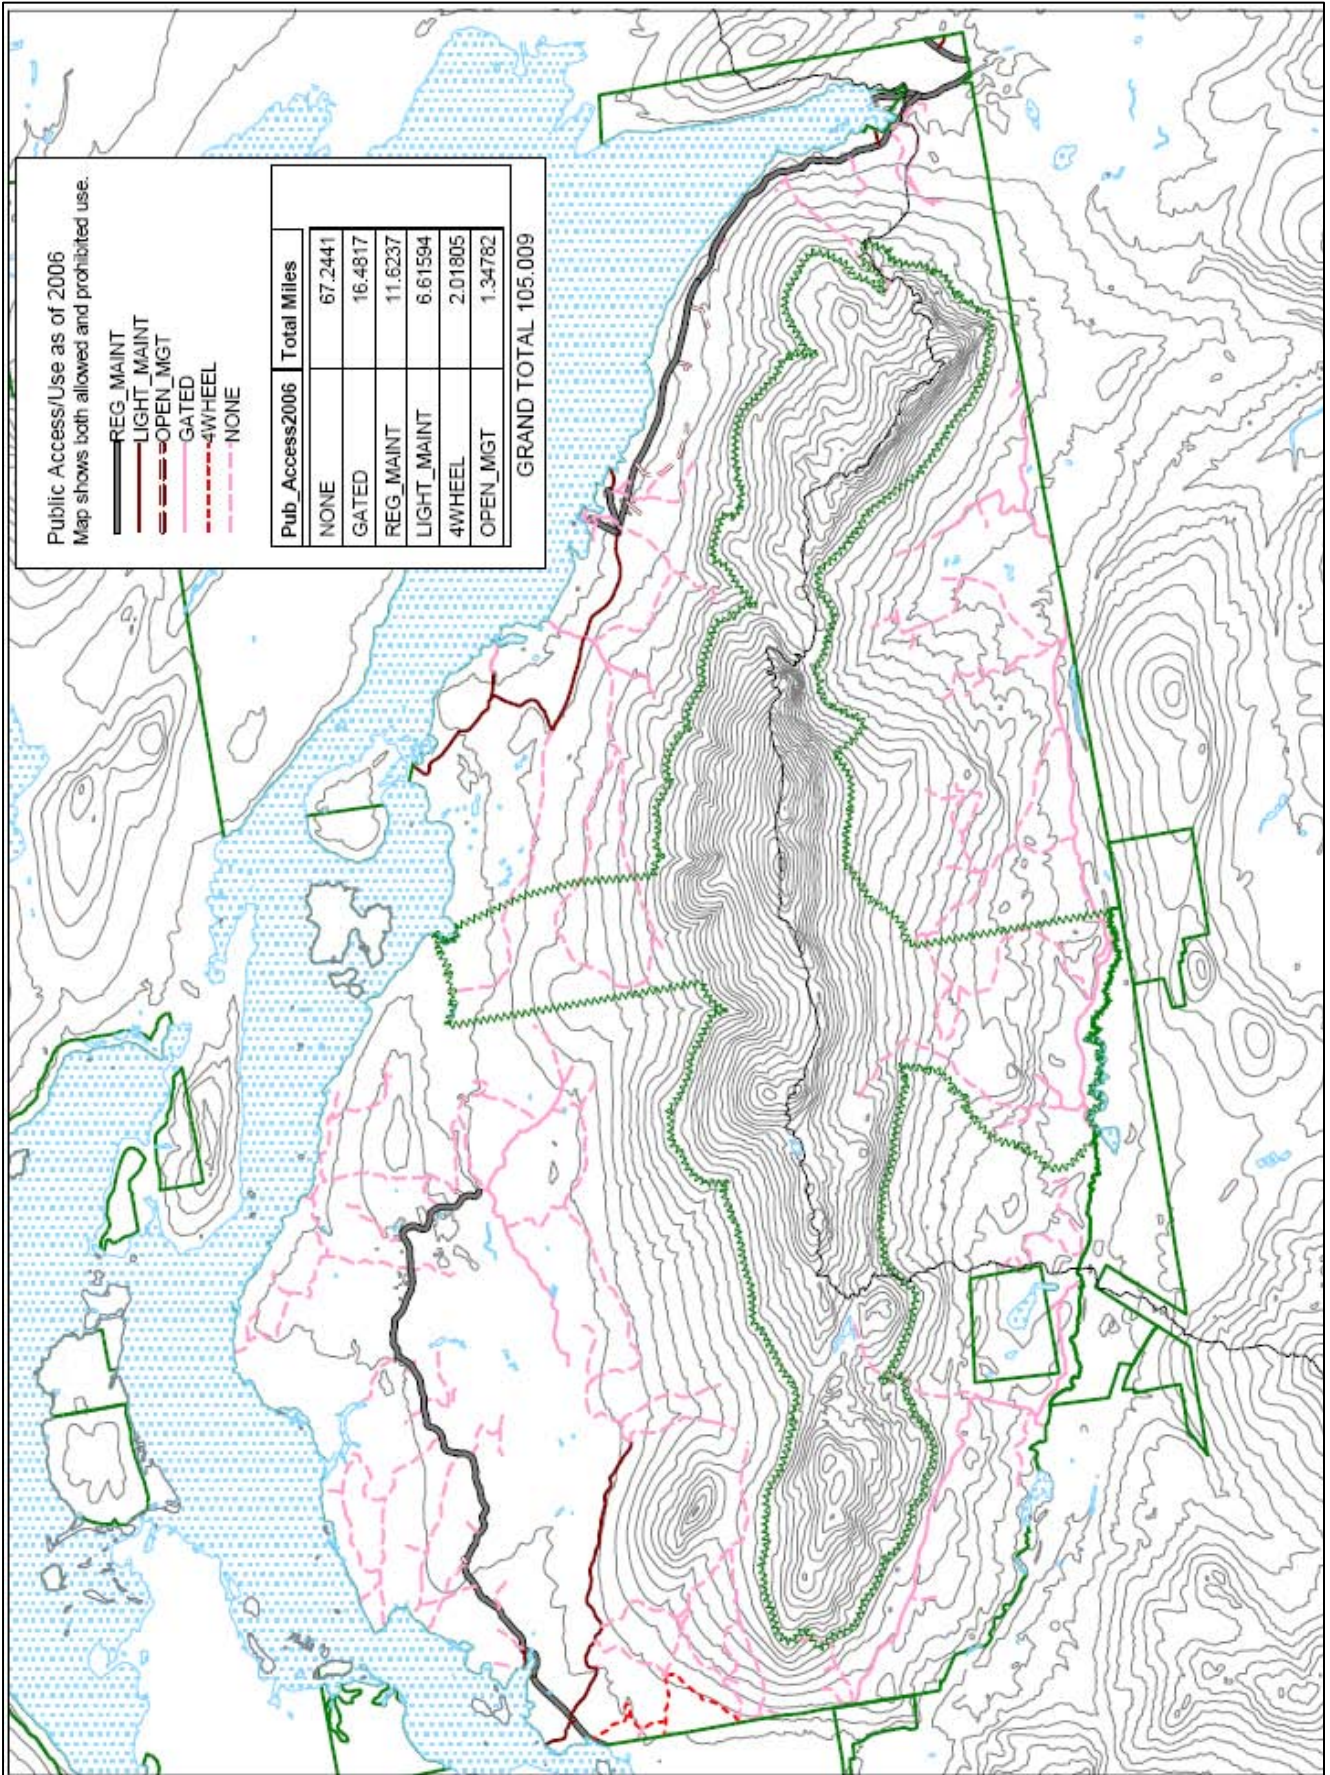 Public Access/Use as of 2006
Map shows both allowed and prohibited use.
REG_MAINT
LIGHT_MAINT
OPEN_MGT
GATED
4WHEEL
NONE
Pub_Access2006 Total Miles
NONE 67.2441
GATED 16.4817
REG_MAINT 11.6237
LIGHT_MAINT 6.61594
4WHEEL 2.01805
OPEN_MGT 1.34782
GRAND TOTAL 105.009